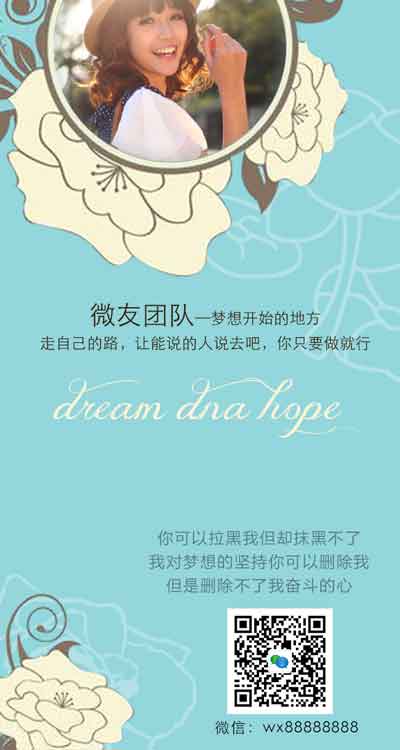 微友团队—梦想开始的地方
走自己的路，让能说的人说去吧，你只要做就行
dream dna hope
你可以拉黑我但却抹黑不了
我对梦想的坚持你可以删除我
但是删除不了我奋斗的心
微信：wx88888888